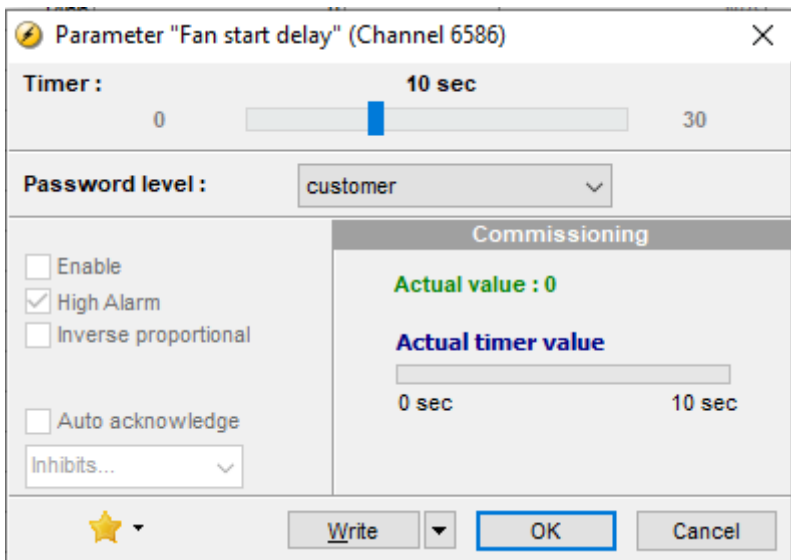 Parameter "Fan start delay" (Channel 6586)
Timer :
10 sec
0
30
Password level :
customer
Commissioning
Enable
High Alarm
Inverse proportional
Actual value : 0
Actual timer value
0 sec
10 sec
Auto acknowledge
Inhibits...
Write
OK
Cancel